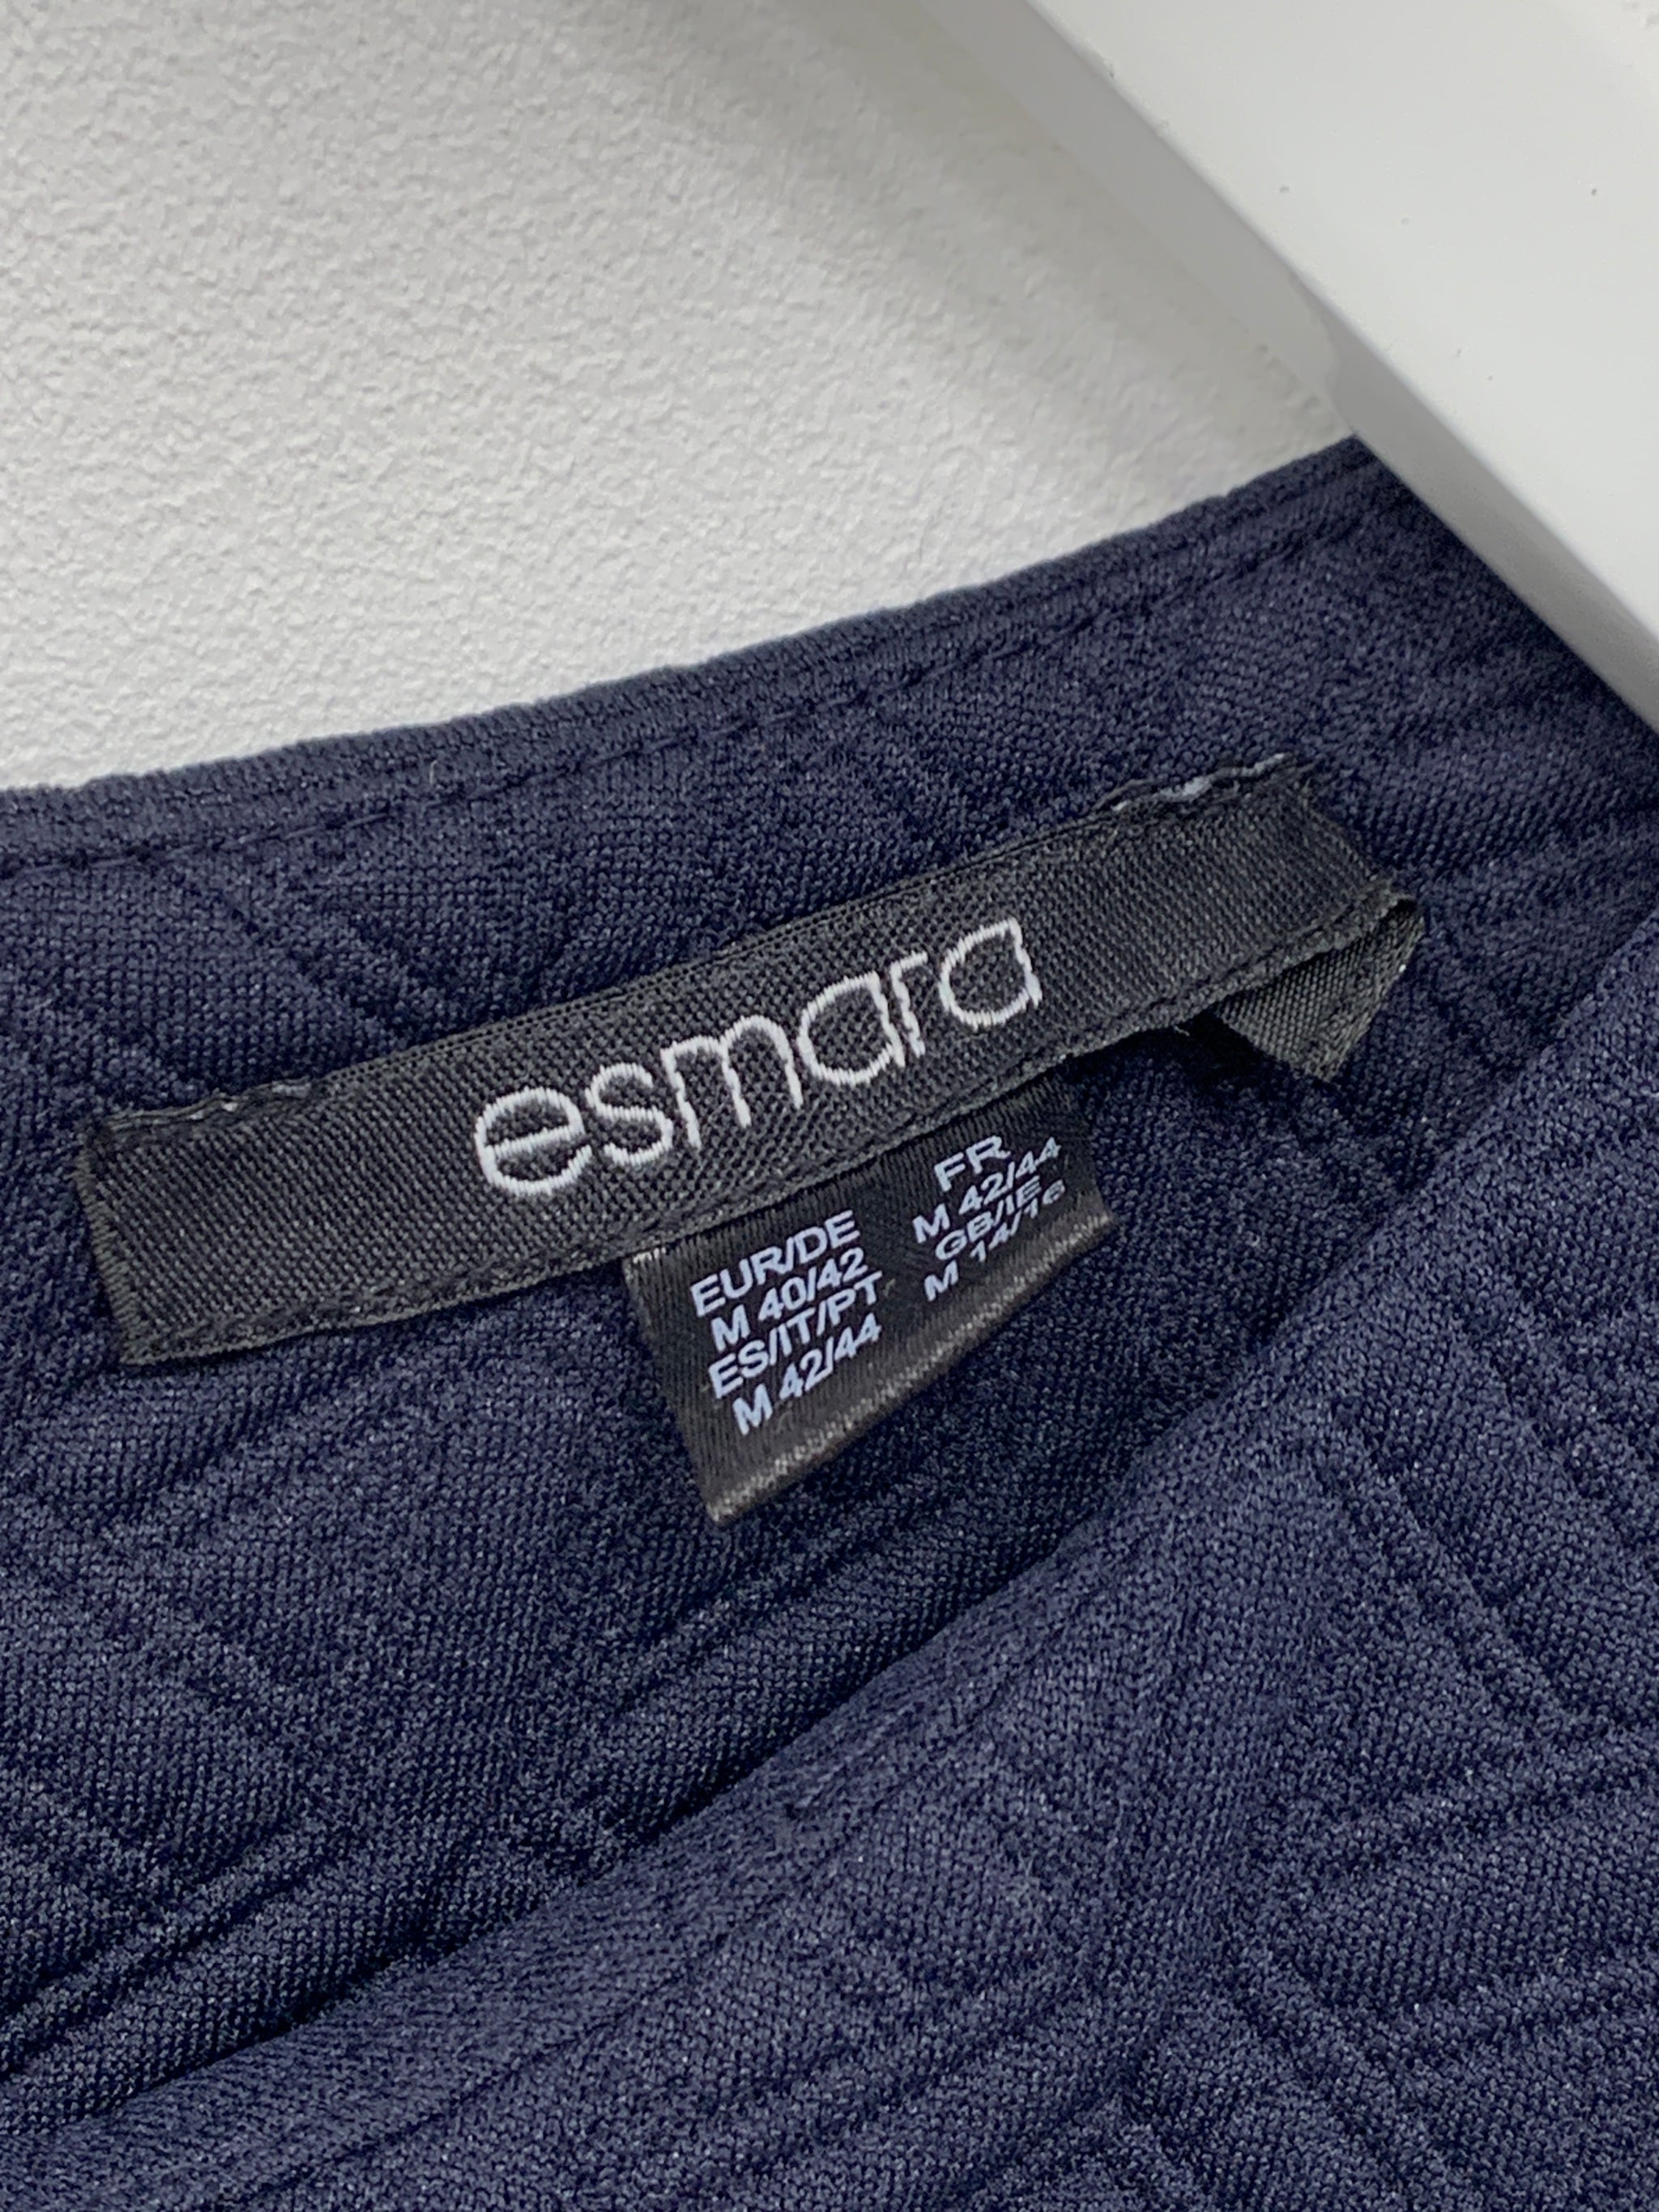 esmara
EUR/DE
M 40/42
ES/IT/PT
M 42/44
FR
M 42/44
GB/IE
M 14/16